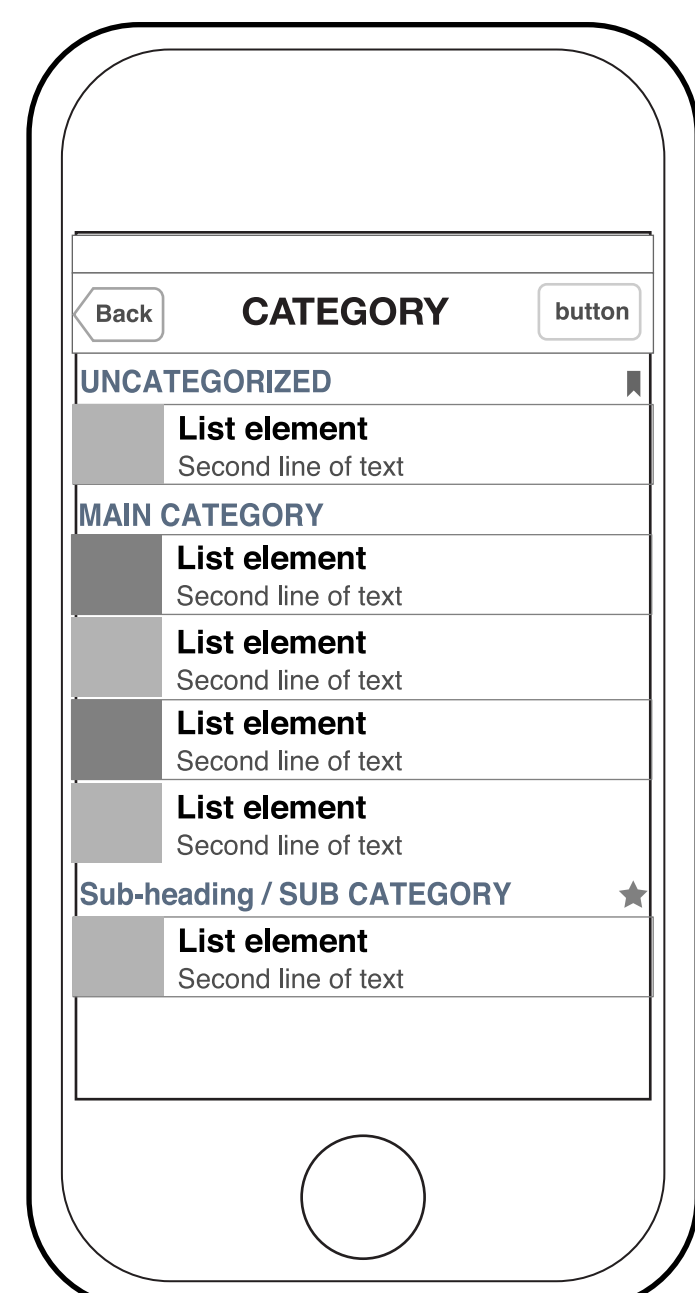 Back CATEGORY button
UNCATEGORIZED
List element
Second line of text
MAIN CATEGORY
List element
Second line of text
List element
Second line of text
List element
Second line of text
List element
Second line of text
Sub-heading / SUB CATEGORY
List element
Second line of text